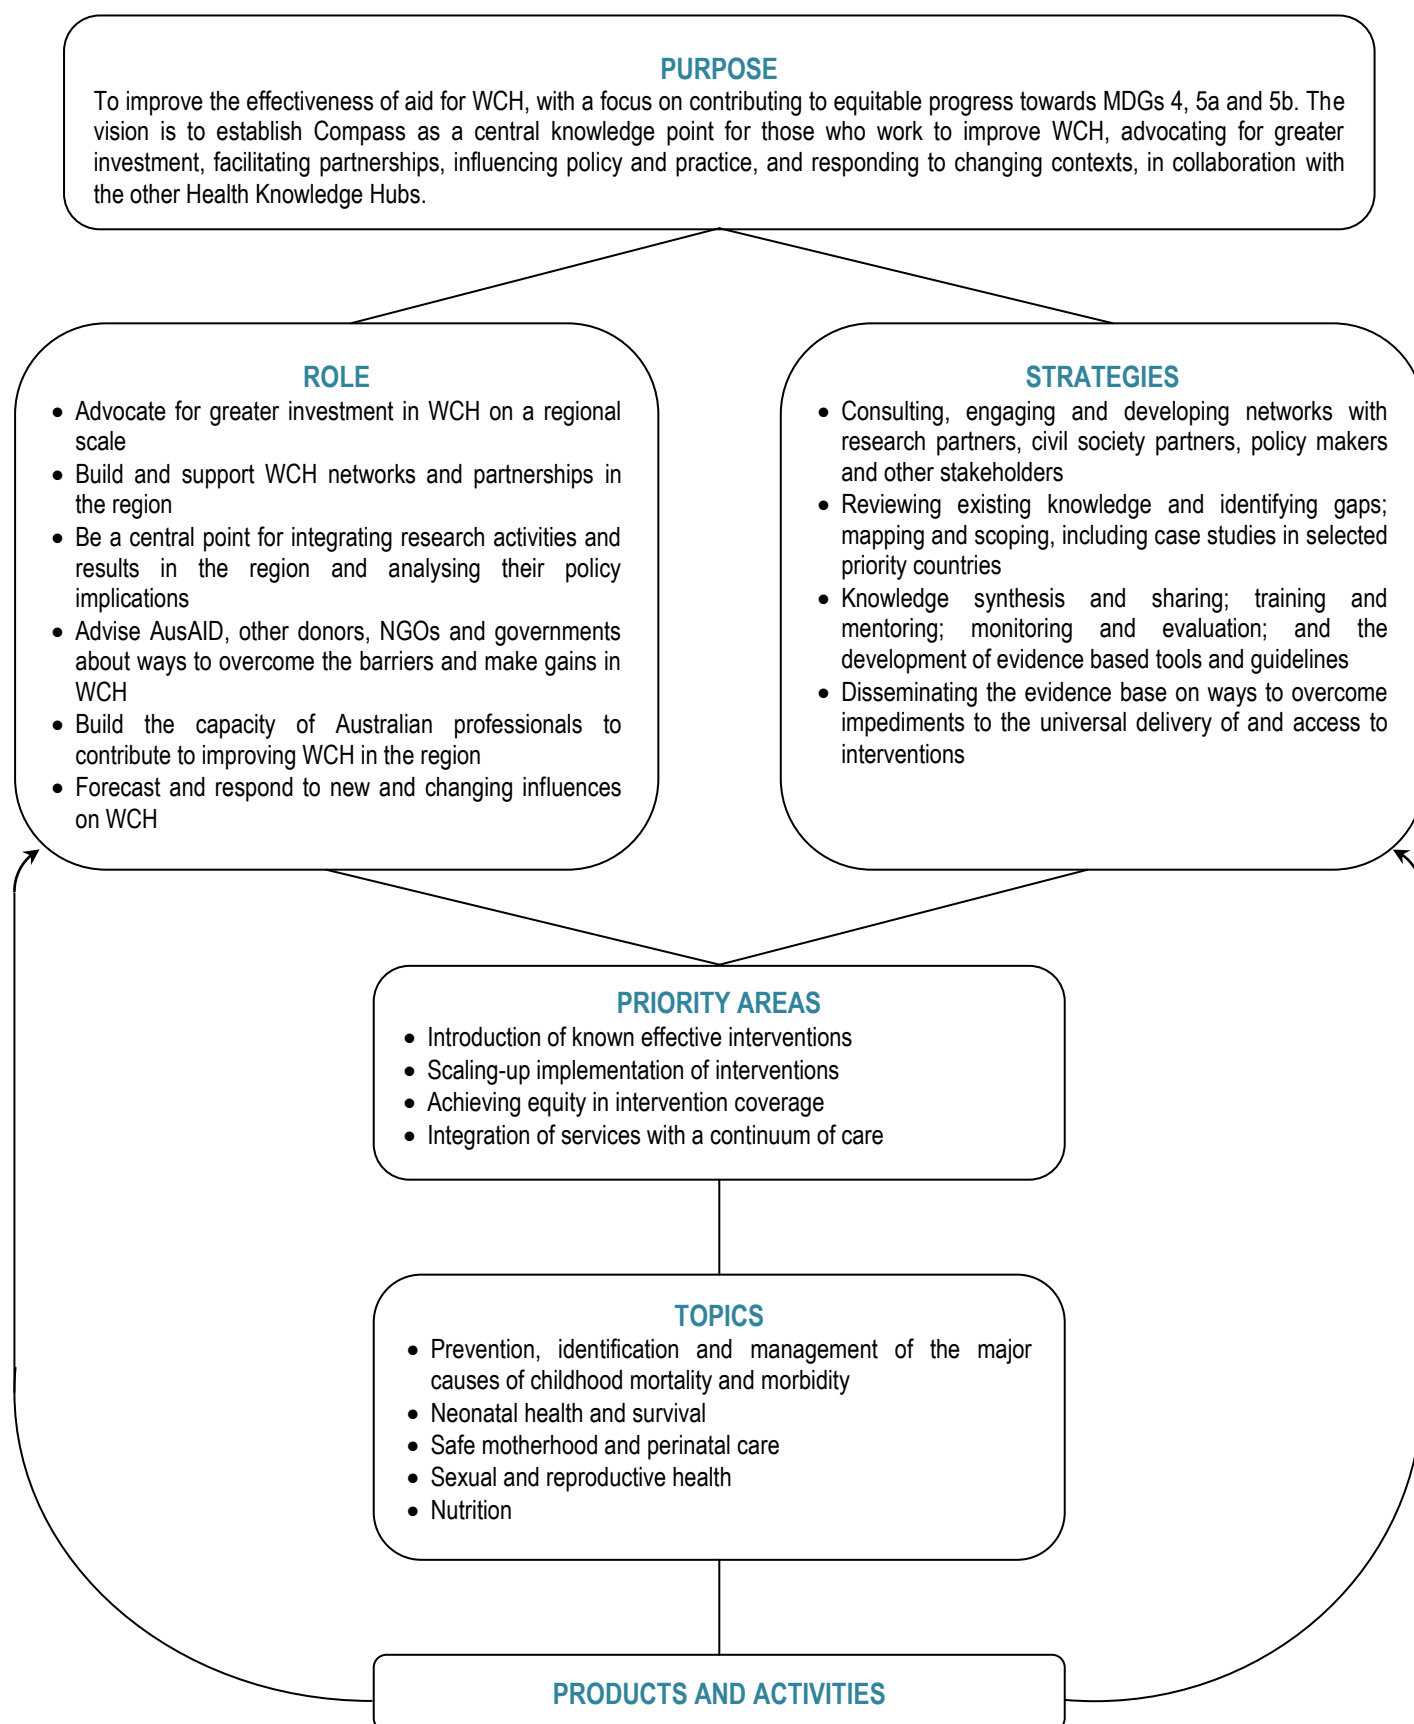 PURPOSE
To improve the effectiveness of aid for WCH, with a focus on contributing to equitable progress towards MDGs 4, 5a and 5b. The
vision is to establish Compass as a central knowledge point for those who work to improve WCH, advocating for greater
investment, facilitating partnerships, influencing policy and practice, and responding to changing contexts, in collaboration with
the other Health Knowledge Hubs.
ROLE
• Advocate for greater investment in WCH on a regional
scale
• Build and support WCH networks and partnerships in
the region
• Be a central point for integrating research activities and
results in the region and analysing their policy
implications
• Advise AusAID, other donors, NGOs and governments
about ways to overcome the barriers and make gains in
WCH
• Build the capacity of Australian professionals to
contribute to improving WCH in the region
• Forecast and respond to new and changing influences
on WCH
STRATEGIES
• Consulting, engaging and developing networks with
research partners, civil society partners, policy makers
and other stakeholders
• Reviewing existing knowledge and identifying gaps;
mapping and scoping, including case studies in selected
priority countries
• Knowledge synthesis and sharing; training and
mentoring; monitoring and evaluation; and the
development of evidence based tools and guidelines
• Disseminating the evidence base on ways to overcome
impediments to the universal delivery of and access to
interventions
PRIORITY AREAS
• Introduction of known effective interventions
• Scaling-up implementation of interventions
• Achieving equity in intervention coverage
• Integration of services with a continuum of care
TOPICS
• Prevention, identification and management of the major
causes of childhood mortality and morbidity
• Neonatal health and survival
• Safe motherhood and perinatal care
• Sexual and reproductive health
• Nutrition
PRODUCTS AND ACTIVITIES